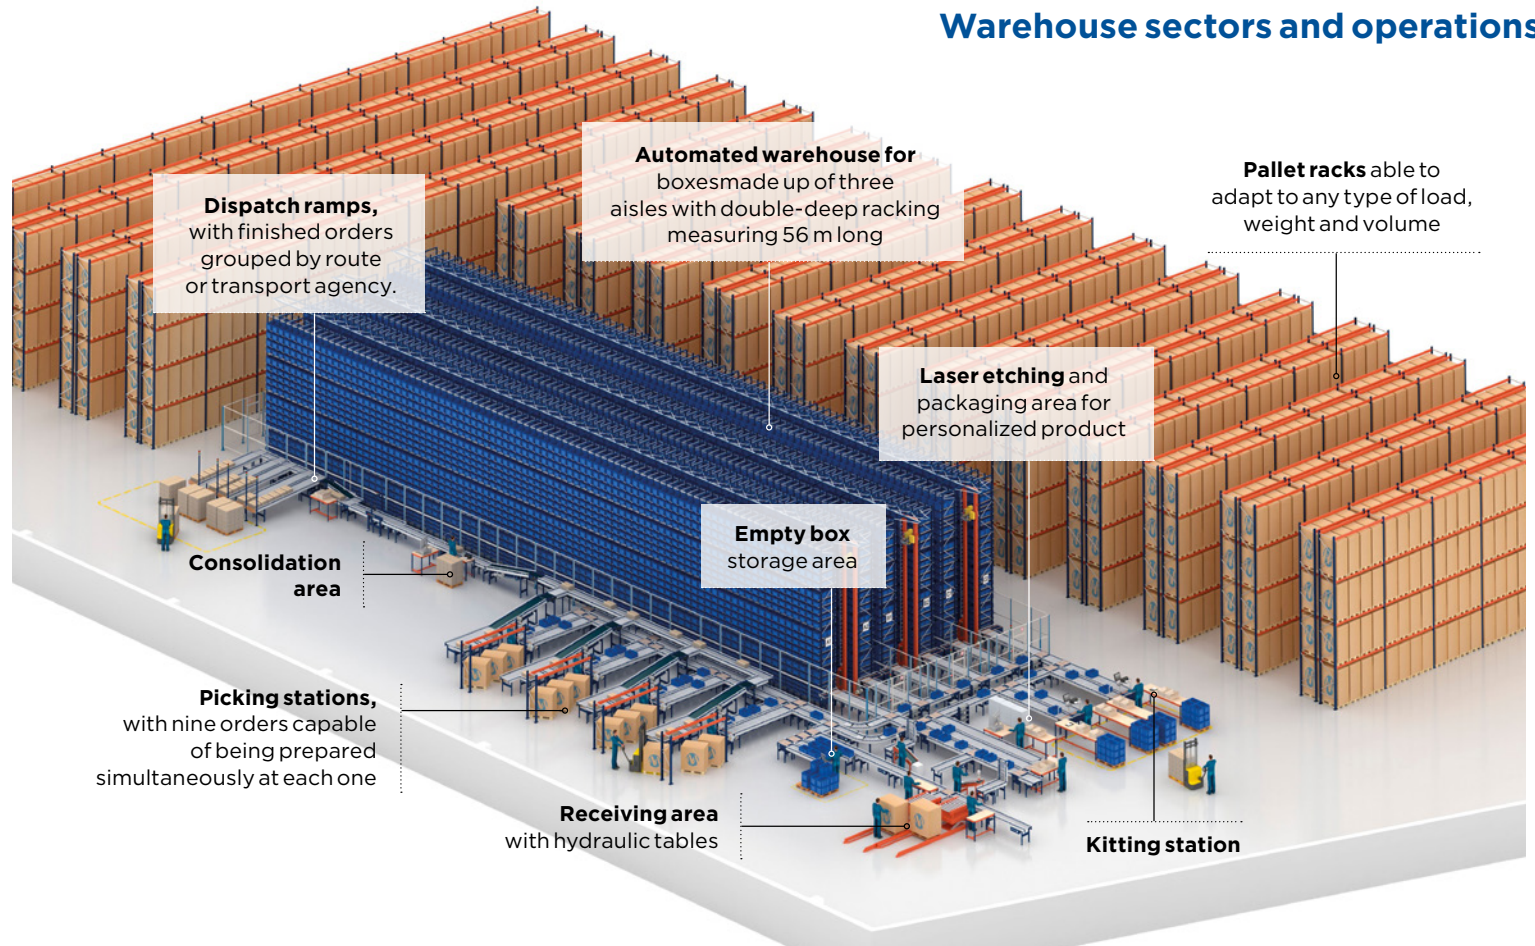 Warehouse sectors and operations
Automated warehouse for
boxesmade up of three
aisles with double-deep racking
measuring 56 m long
Pallet racks able to
adapt to any type of load,
weight and volume
Dispatch ramps,
with finished orders
grouped by route
or transport agency.
Laser etching and
packaging area for
personalized product
Empty box
storage area
Consolidation
area
Picking stations,
with nine orders capable
of being prepared
simultaneously at each one
Receiving area
with hydraulic tables
Kitting station